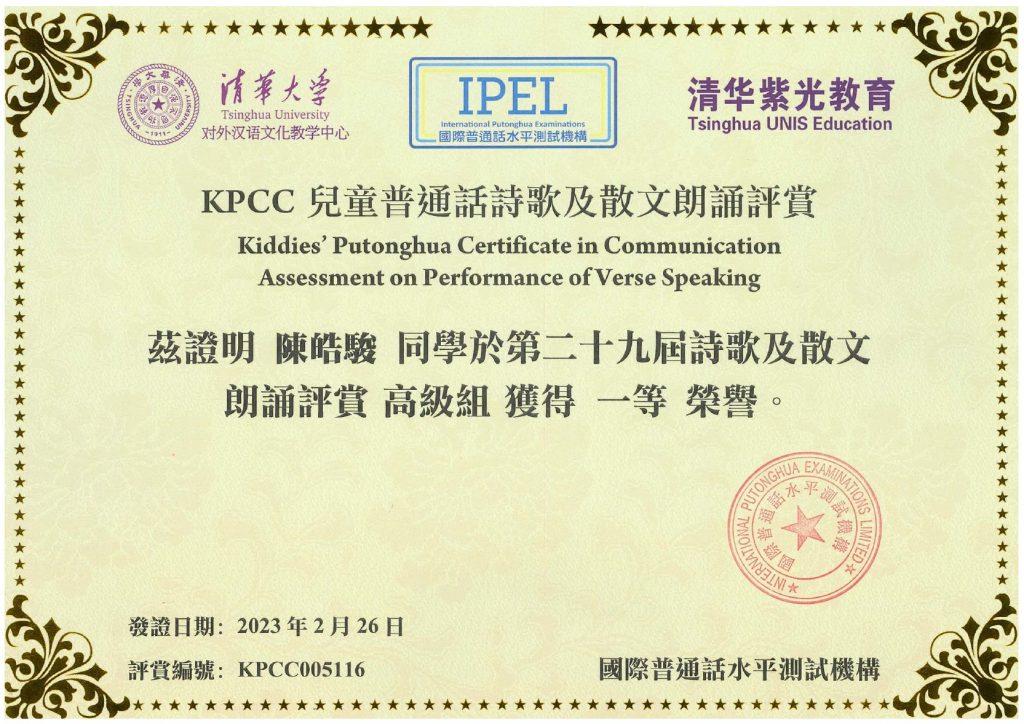 清華大學
Tsinghua University
对外汉语文化教学中心
TSINGHUA UNIVERSITY
-1911-
IPEL
International Putonghua Examinations
國際普通話水平測試機構
清华紫光教育
Tsinghua UNIS Education
KPCC 兒童普通話詩歌及散文朗誦評賞
Kiddies' Putonghua Certificate in Communication
Assessment on Performance of Verse Speaking
茲證明 陳皓駿 同學於第二十九屆詩歌及散文
朗誦評賞 高級組 獲得 一等 榮譽。
INTERNATIONAL PUTONGHUA EXAMINATIONS LIMITED
國際普通話水平測試機構
發證日期: 2023 年 2 月 26 日
評賞編號: KPCC005116
國際普通話水平測試機構